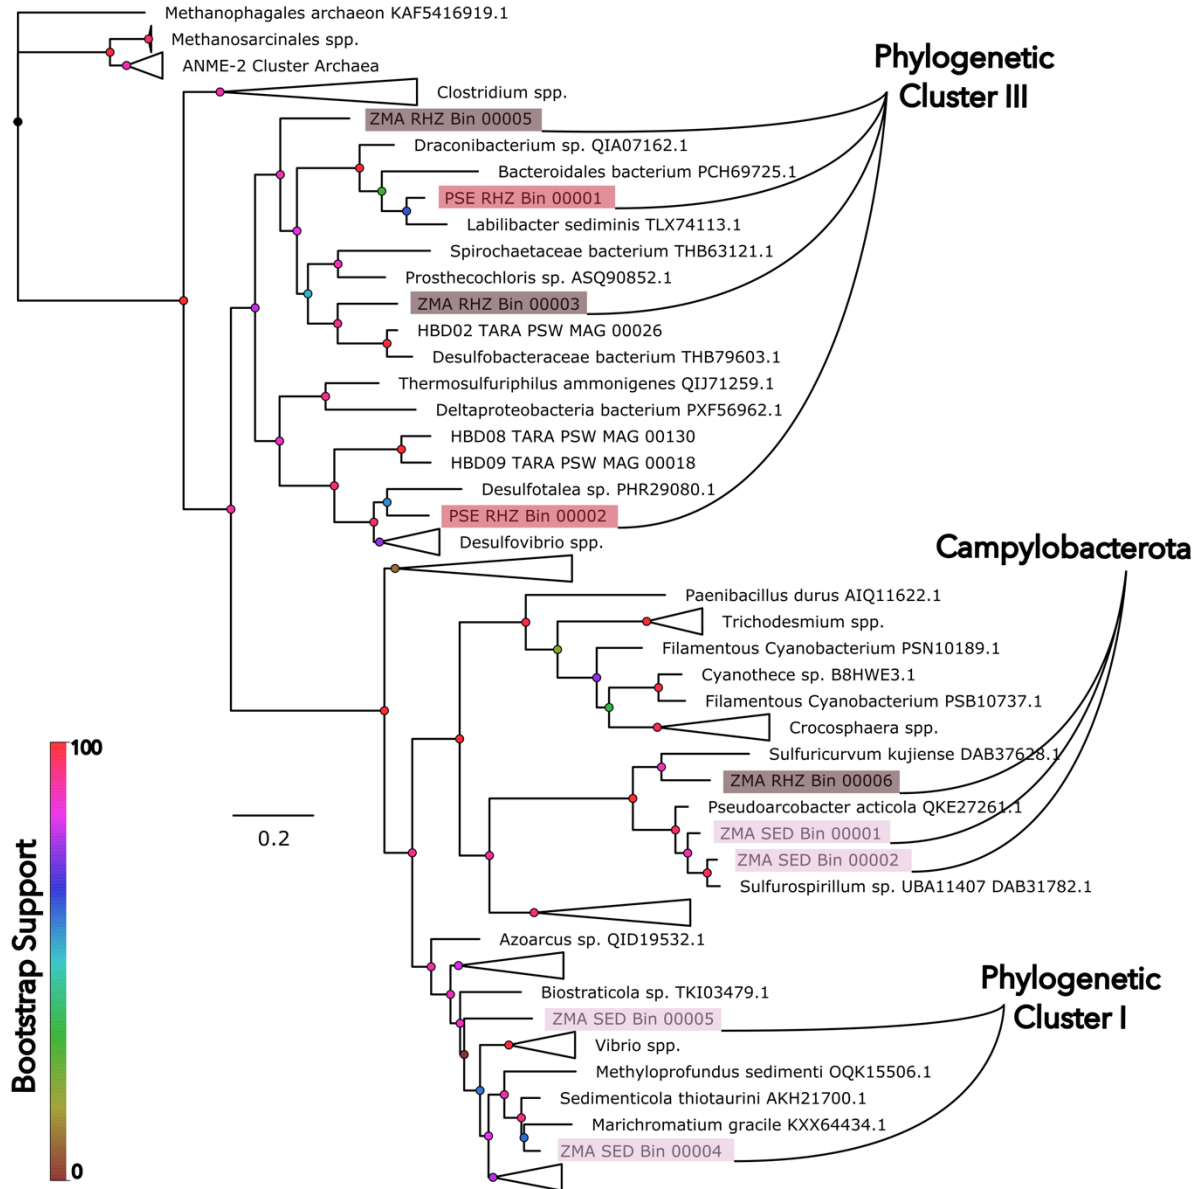 Methanophagales archaeon KAF5416919.1
Methanosarcinales spp.
ANME-2 Cluster Archaea
Clostridium spp.
ZMA RHZ Bin 00005
Draconibacterium sp. QIA07162.1
Bacteroidales bacterium PCH69725.1
PSE RHZ Bin 00001
Labilibacter sediminis TLX74113.1
Spirochaetaceae bacterium THB63121.1
Prosthecochloris sp. ASQ90852.1
ZMA RHZ Bin 00003
HBD02 TARA PSW MAG 00026
Desulfobacteraceae bacterium THB79603.1
Thermosulfuriphilus ammonigenes QIJ71259.1
Deltaproteobacteria bacterium PXF56962.1
HBD08 TARA PSW MAG 00130
HBD09 TARA PSW MAG 00018
Desulfotalea sp. PHR29080.1
PSE RHZ Bin 00002
Desulfovibrio spp.
Phylogenetic
Cluster III
Paenibacillus durus AIQ11622.1
Trichodesmium spp.
Filamentous Cyanobacterium PSN10189.1
Cyanothece sp. B8HWE3.1
Filamentous Cyanobacterium PSB10737.1
Crocosphaera spp.
Sulfuricurvum kujiense DAB37628.1
ZMA RHZ Bin 00006
Pseudoarcobacter acticola QKE27261.1
ZMA SED Bin 00001
ZMA SED Bin 00002
Sulfurospirillum sp. UBA11407 DAB31782.1
Campylobacterota
Azoarcus sp. QID19532.1
Biostraticola sp. TKI03479.1
ZMA SED Bin 00005
Vibrio spp.
Methyloprofundus sedimenti OQK15506.1
Sedimenticola thiotaurini AKH21700.1
Marichromatium gracile KXX64434.1
ZMA SED Bin 00004
Phylogenetic
Cluster I
0.2
100
Bootstrap Support
0